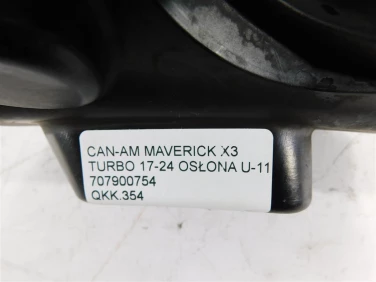 CAN-AM MAVERICK X3
TURBO 17-24 OSŁONA U-11
707900754
QKK.354